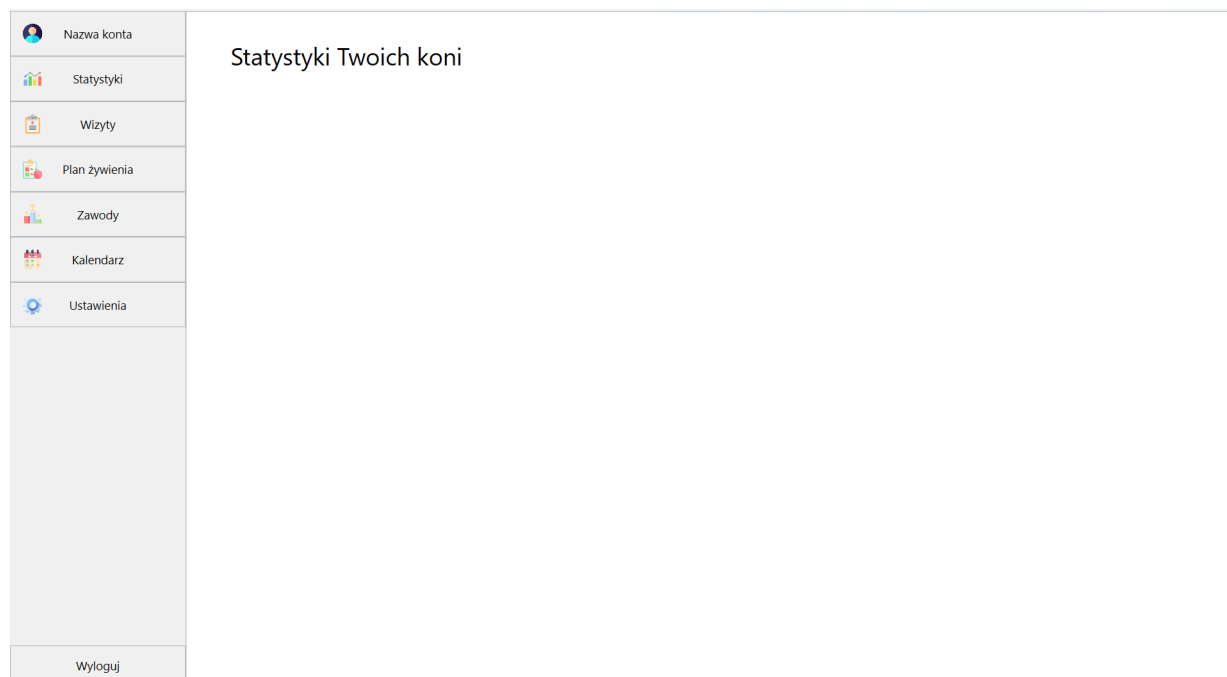 Nazwa konta
Statystyki
Wizyty
Plan żywienia
Zawody
Kalendarz
Ustawienia
Wyloguj
Statystyki Twoich koni